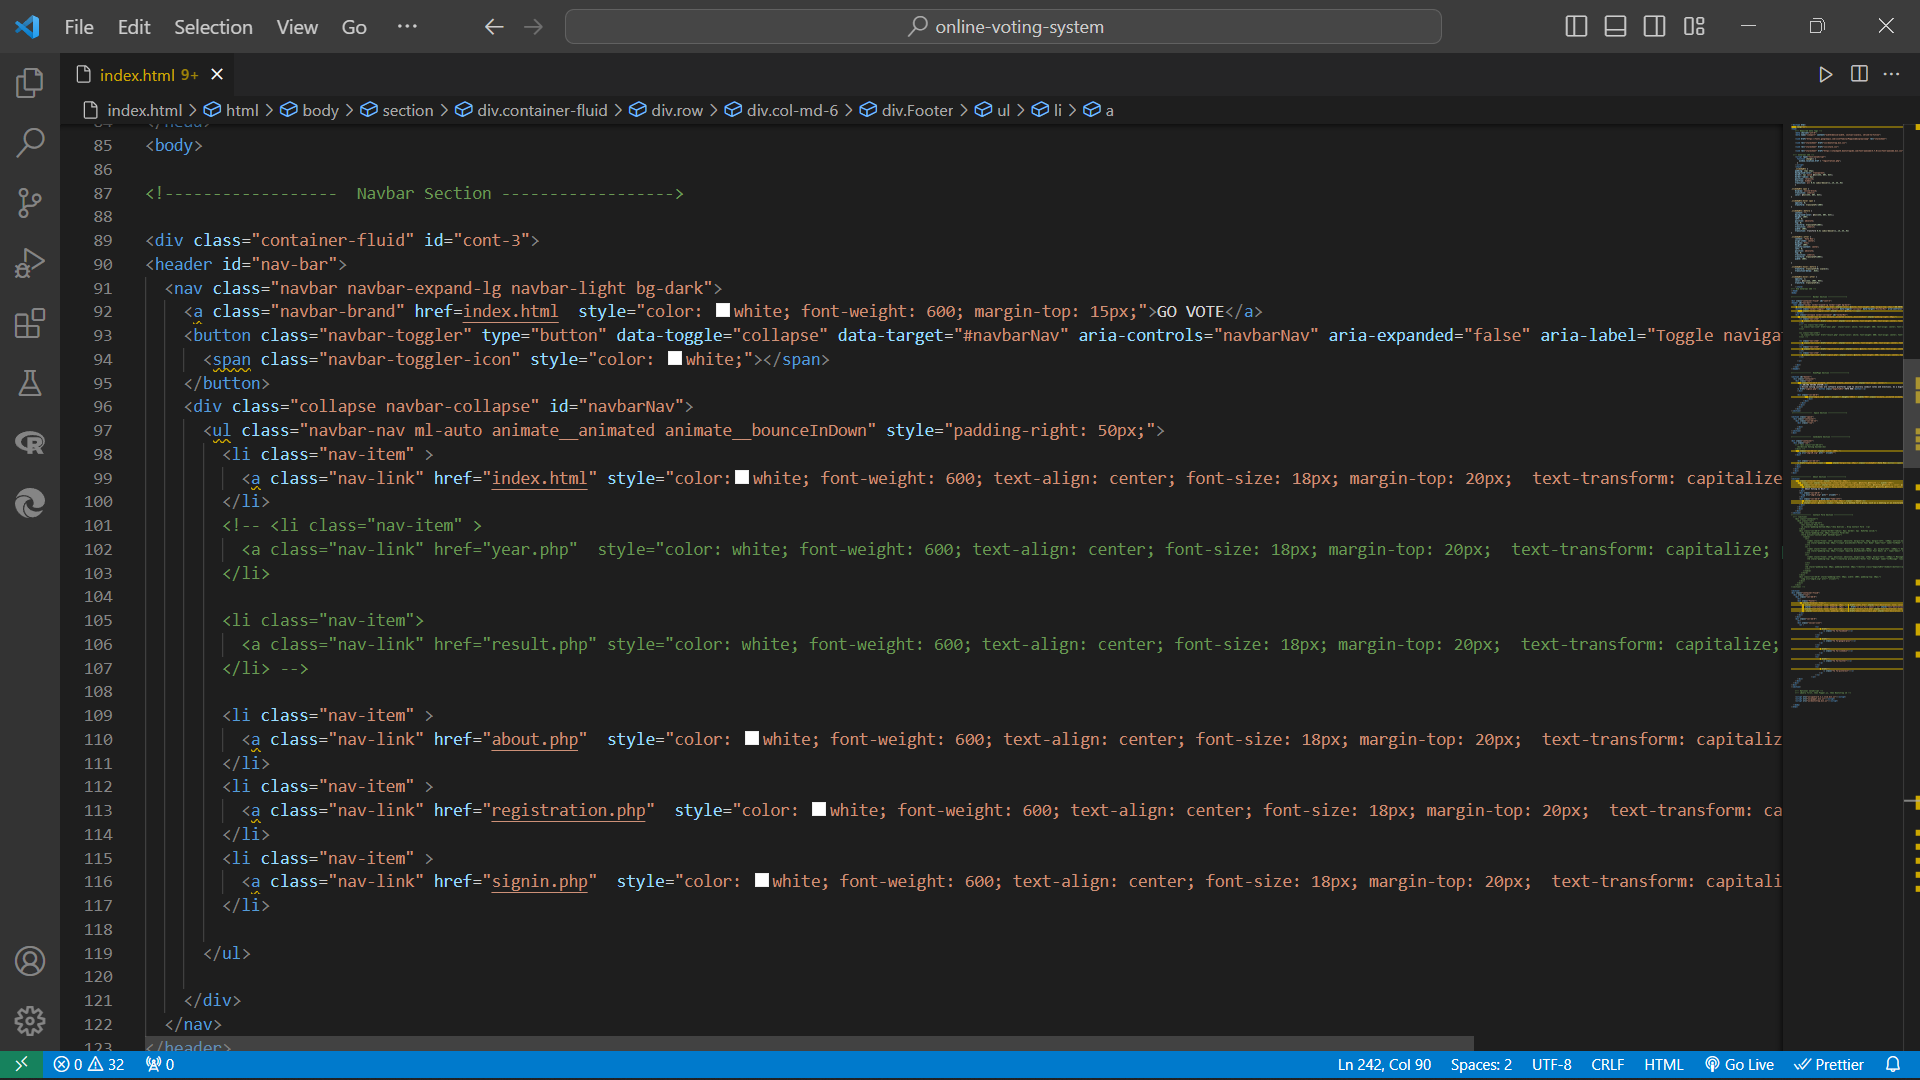 File Edit Selection View Go ··· online-voting-system
index.html 9+
index.html > html > body > section > div.container-fluid > div.row > div.col-md-6 > div.Footer > ul > li > a
84 </head>
85 <body>
86
87 <!------------------ Navbar Section ------------------>
88
89 <div class="container-fluid" id="cont-3">
90 <header id="nav-bar">
91 <nav class="navbar navbar-expand-lg navbar-light bg-dark">
92 <a class="navbar-brand" href=index.html style="color: white; font-weight: 600; margin-top: 15px;">GO VOTE</a>
93 <button class="navbar-toggler" type="button" data-toggle="collapse" data-target="#navbarNav" aria-controls="navbarNav" aria-expanded="false" aria-label="Toggle naviga
94 <span class="navbar-toggler-icon" style="color: white;"></span>
95 </button>
96 <div class="collapse navbar-collapse" id="navbarNav">
97 <ul class="navbar-nav ml-auto animate__animated animate__bounceInDown" style="padding-right: 50px;">
98 <li class="nav-item" >
99 <a class="nav-link" href="index.html" style="color: white; font-weight: 600; text-align: center; font-size: 18px; margin-top: 20px;  text-transform: capitalize
100 </li>
101 <!-- <li class="nav-item" >
102 <a class="nav-link" href="year.php"  style="color: white; font-weight: 600; text-align: center; font-size: 18px; margin-top: 20px;  text-transform: capitalize;
103 </li>
104
105 <li class="nav-item">
106 <a class="nav-link" href="result.php" style="color: white; font-weight: 600; text-align: center; font-size: 18px; margin-top: 20px;  text-transform: capitalize;
107 </li> -->
108
109 <li class="nav-item" >
110 <a class="nav-link" href="about.php"  style="color: white; font-weight: 600; text-align: center; font-size: 18px; margin-top: 20px;  text-transform: capitaliz
111 </li>
112 <li class="nav-item" >
113 <a class="nav-link" href="registration.php"  style="color: white; font-weight: 600; text-align: center; font-size: 18px; margin-top: 20px;  text-transform: ca
114 </li>
115 <li class="nav-item" >
116 <a class="nav-link" href="signin.php"  style="color: white; font-weight: 600; text-align: center; font-size: 18px; margin-top: 20px;  text-transform: capitali
117 </li>
118
119 </ul>
120
121 </div>
122 </nav>
123 </header>
0 32 0 Ln 242, Col 90 Spaces: 2 UTF-8 CRLF HTML Go Live Prettier